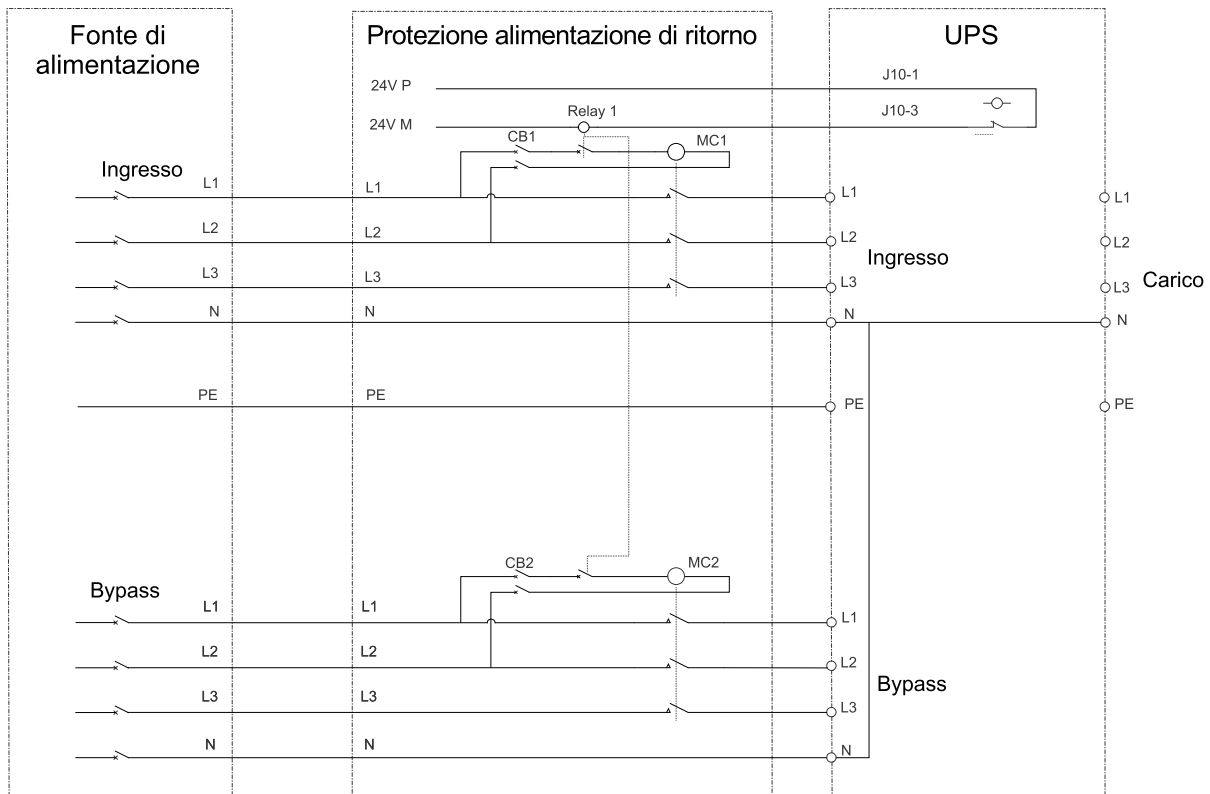 Fonte di
alimentazione
Protezione alimentazione di ritorno
UPS
24V P
J10-1
24V M
Relay 1
J10-3
CB1
MC1
Ingresso
L1
L1
L1
L1
L2
L2
L2
L2
Ingresso
L3
L3
L3
L3
Carico
N
N
N
N
PE
PE
PE
PE
CB2
MC2
Bypass
L1
L1
L1
L2
L2
L2
Bypass
L3
L3
L3
N
N
N